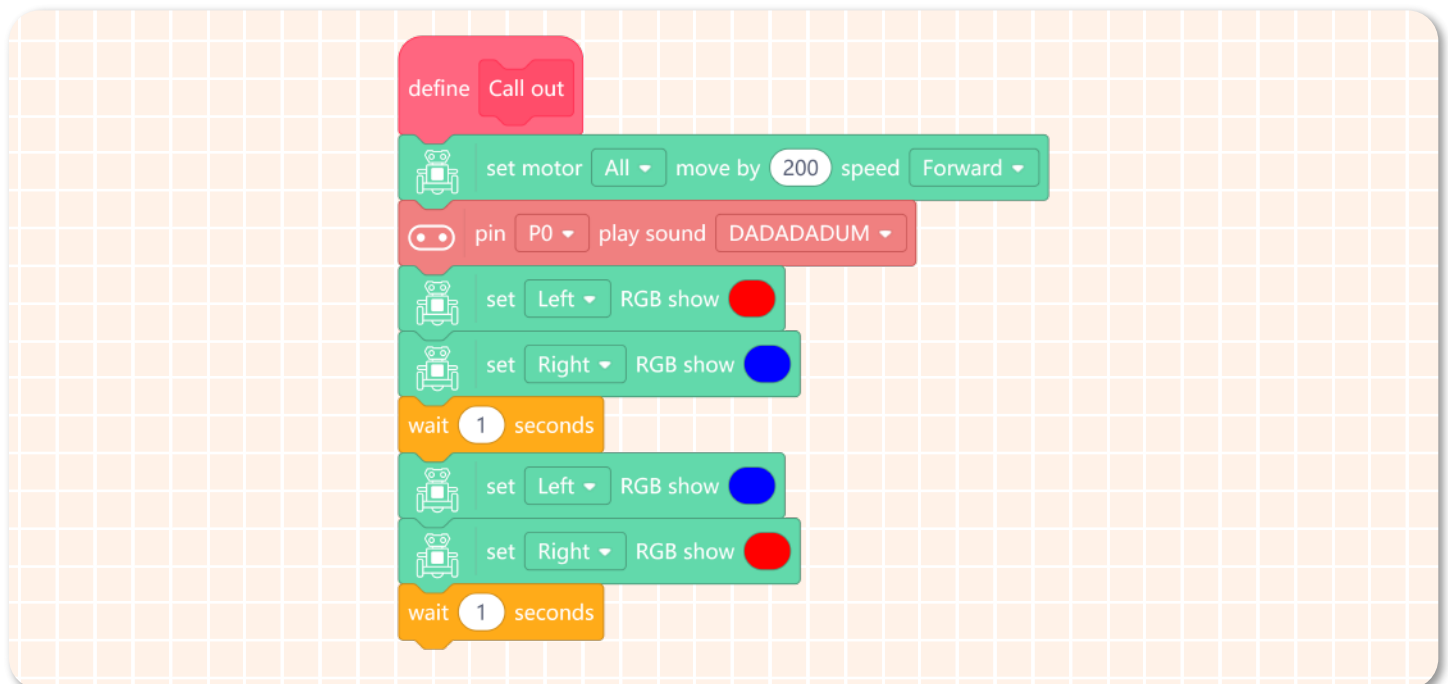 define Call out
set motor All move by 200 speed Forward
pin P0 play sound DADADADUM
set Left RGB show
set Right RGB show
wait 1 seconds
set Left RGB show
set Right RGB show
wait 1 seconds